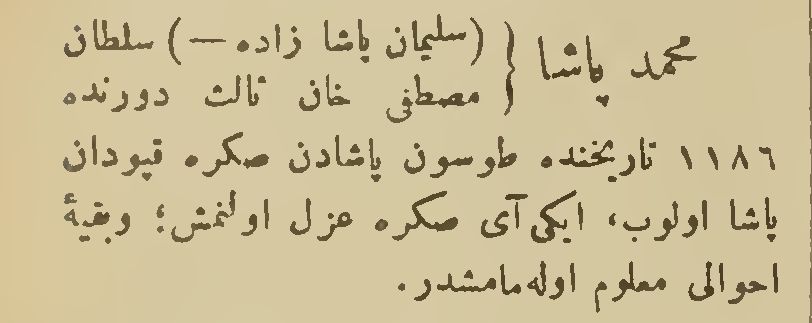 محمد پاشا { (سلیمان پاشا زاده —) سلطان
مصطفی خان ثالث دورنده
۱۱۸٦ تاریخنده طوسون پاشادن صکره قپودان
پاشا اولوب، ایکی آی صکره عزل اولنمش؛ وبقیهٔ
احوالی معلوم اوله‌مامشدر.